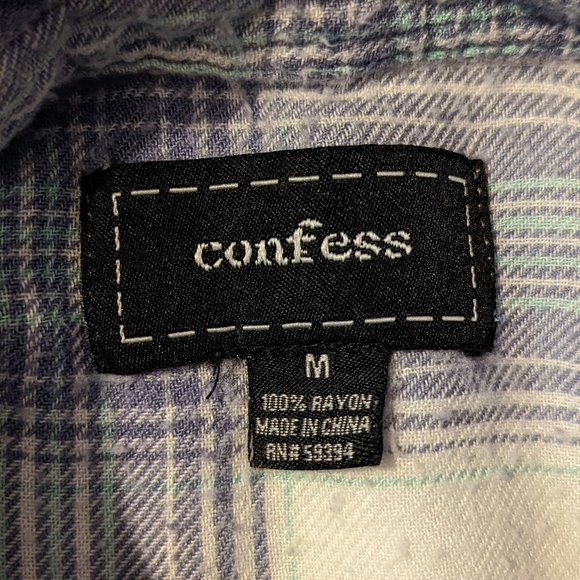 confess
M
100% RAYON
MADE IN CHINA
RN# 59394